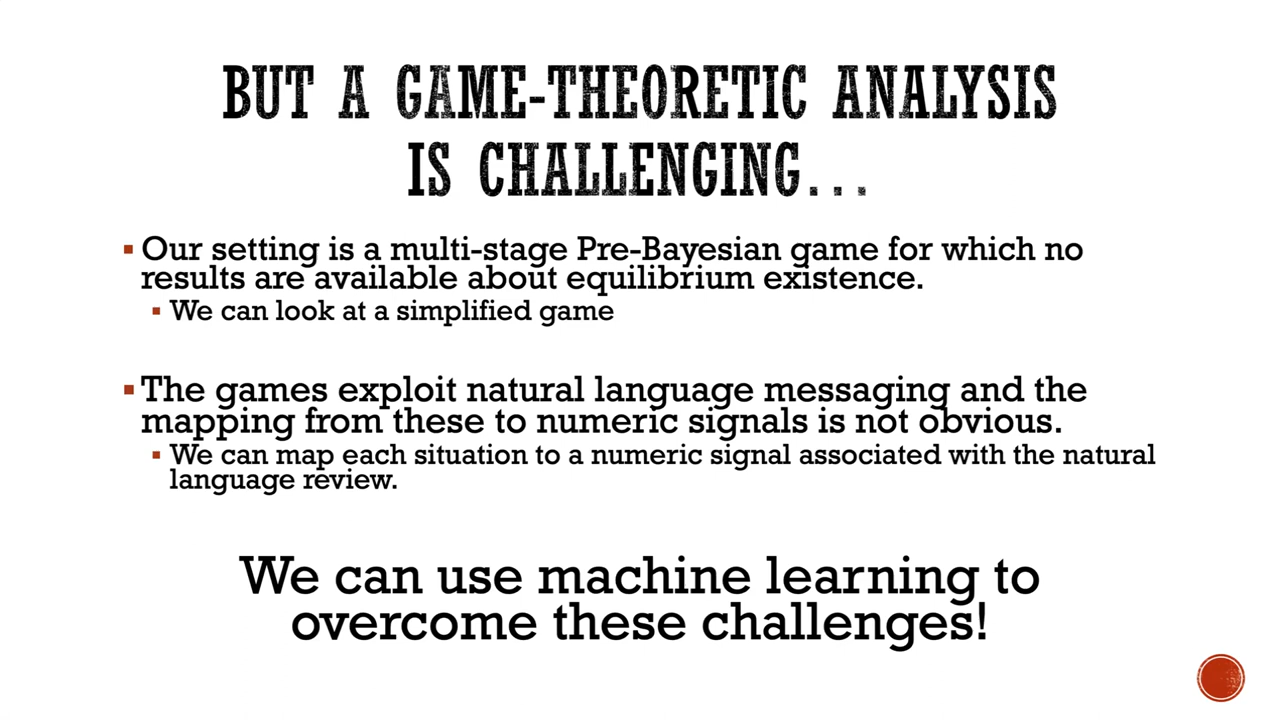 BUT A GAME-THEORETIC ANALYSIS
IS CHALLENGING...
▪ Our setting is a multi-stage Pre-Bayesian game for which no
results are available about equilibrium existence.
▪ We can look at a simplified game
▪ The games exploit natural language messaging and the
mapping from these to numeric signals is not obvious.
▪ We can map each situation to a numeric signal associated with the natural
language review.
We can use machine learning to
overcome these challenges!